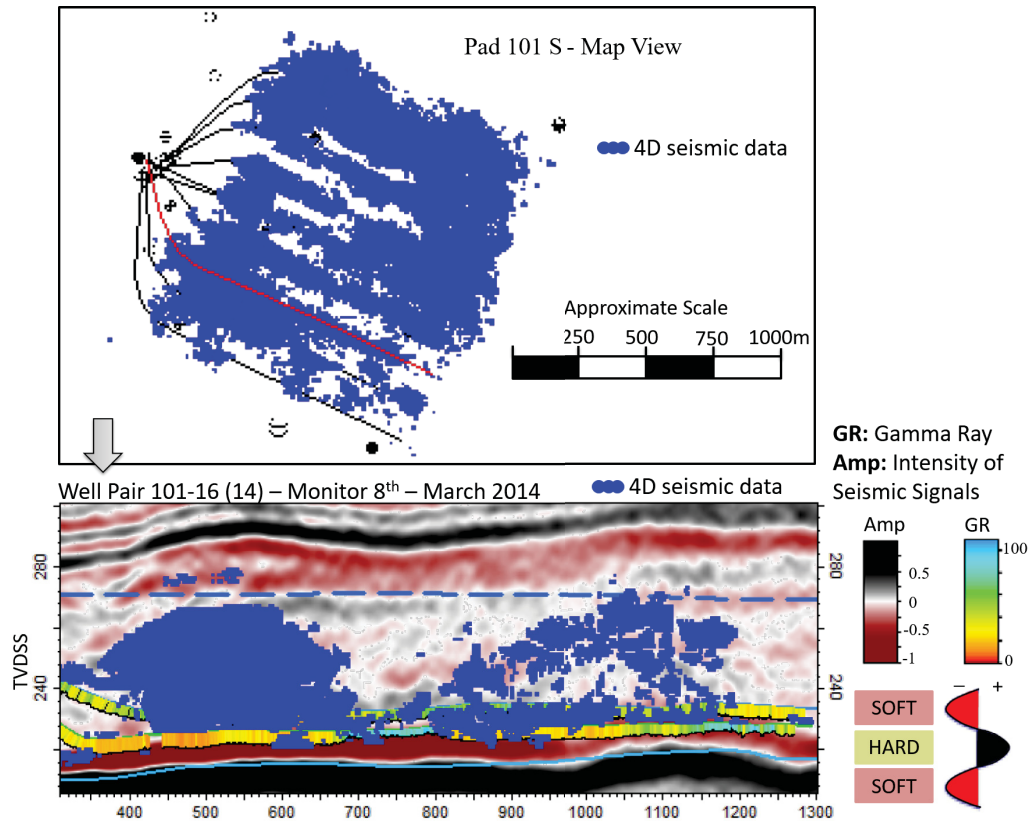 Pad 101 S - Map View
4D seismic data
Approximate Scale
250 500 750 1000m
GR: Gamma Ray
Amp: Intensity of
Seismic Signals
Well Pair 101-16 (14) – Monitor 8th – March 2014
4D seismic data
Amp GR
0.5
0
-0.5
-1
100
0
280
240
TVDSS
280
240
– +
SOFT
HARD
SOFT
400 500 600 700 800 900 1000 1100 1200 1300